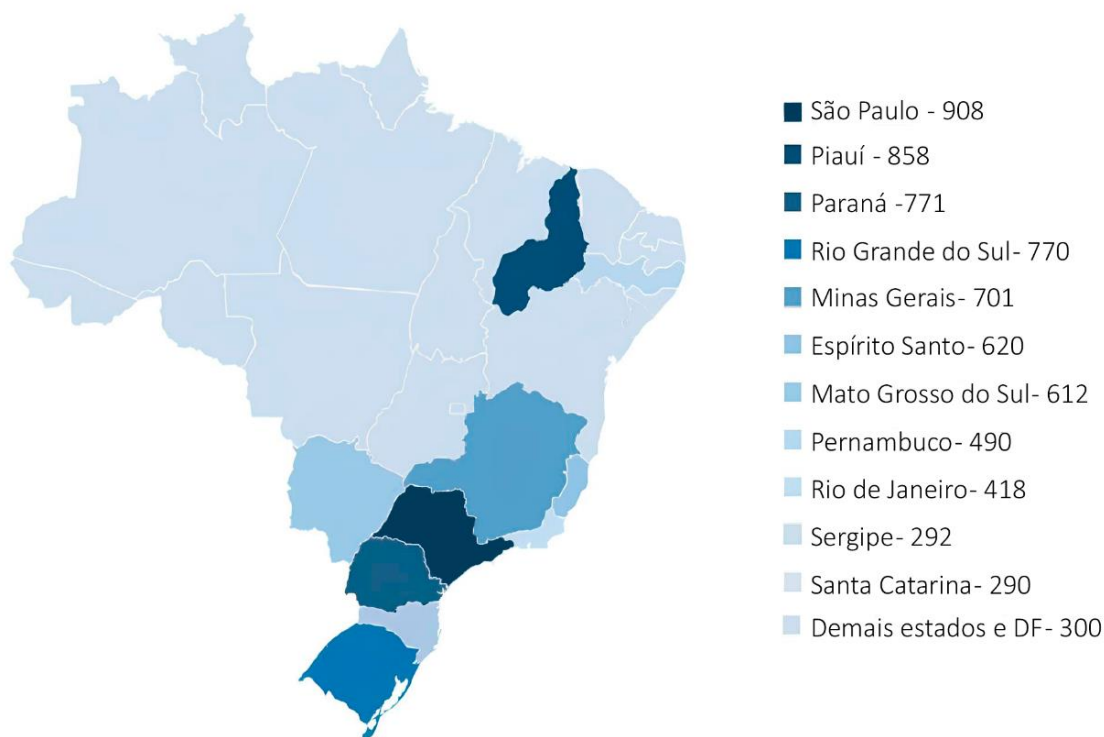 São Paulo - 908
Piauí - 858
Paraná -771
Rio Grande do Sul- 770
Minas Gerais- 701
Espírito Santo- 620
Mato Grosso do Sul- 612
Pernambuco- 490
Rio de Janeiro- 418
Sergipe- 292
Santa Catarina- 290
Demais estados e DF- 300